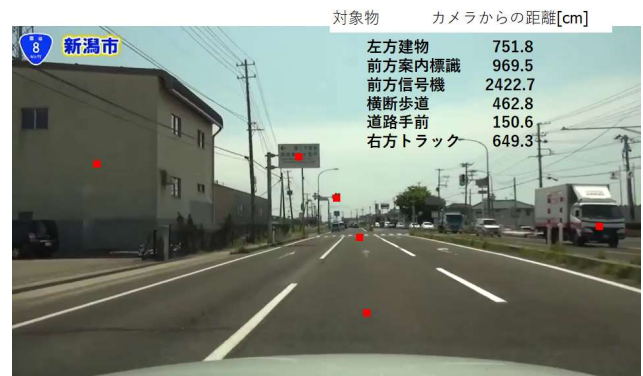 対象物 カメラからの距離[cm]
8 新潟市
左方建物 751.8
前方案内標識 969.5
前方信号機 2422.7
横断歩道 462.8
道路手前 150.6
右方トラック 649.3